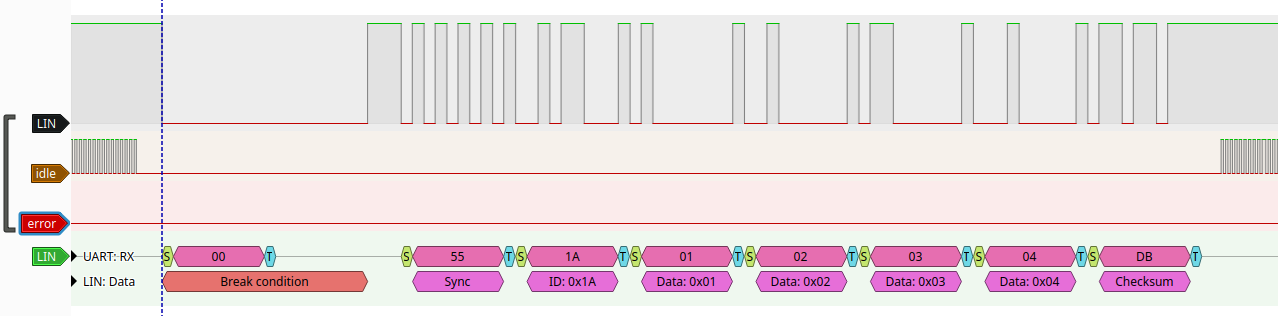 LIN
idle
error
LIN UART: RX S 00 T S 55 T S 1A T S 01 T S 02 T S 03 T S 04 T S DB T
LIN: Data Break condition Sync ID: 0x1A Data: 0x01 Data: 0x02 Data: 0x03 Data: 0x04 Checksum